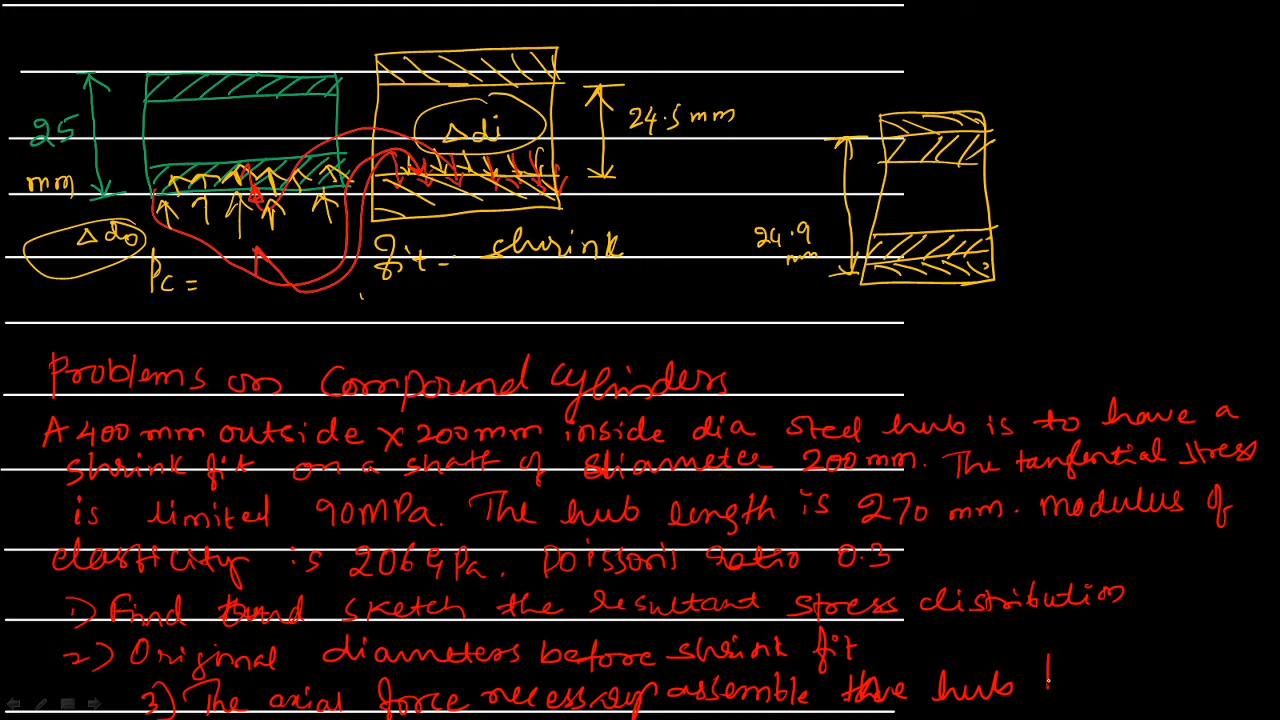 25
mm
Δdo
Pc =
Δdi
24.5mm
fit - shrink
24.9
mm
Problems on Compound cylinders
A 400 mm outside x 200mm inside dia steel hub is to have a
shrink fit on a shaft of diameter 200 mm. The tangential stress
is limited 90MPa. The hub length is 270 mm. modulus of
elasticity is 206 GPa. Poisson's ratio 0.3
1) Find and sketch the resultant stress distribution
2) Original diameters before shrink fit
3) The axial force necessary assemble the hub